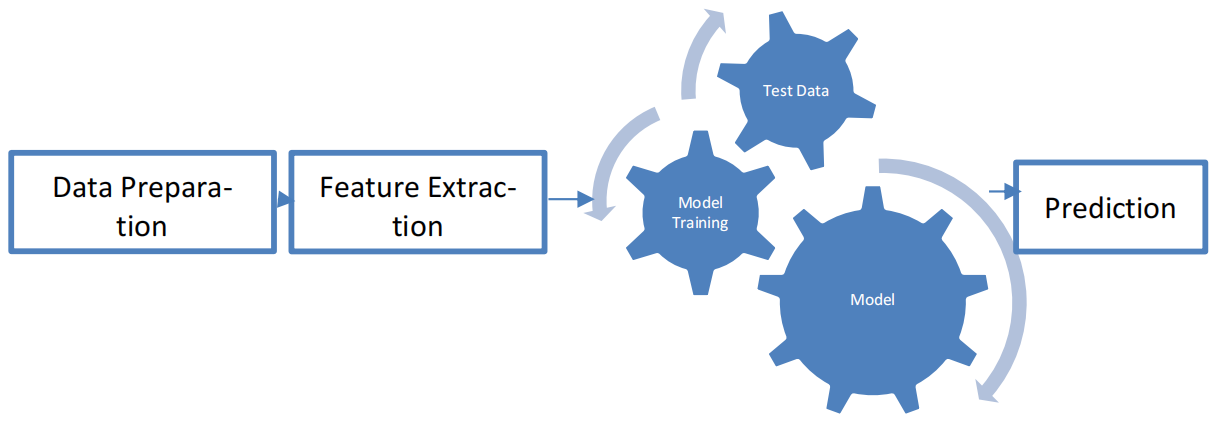 Data Prepara-
tion
Feature Extrac-
tion
Test Data
Model
Training
Model
Prediction